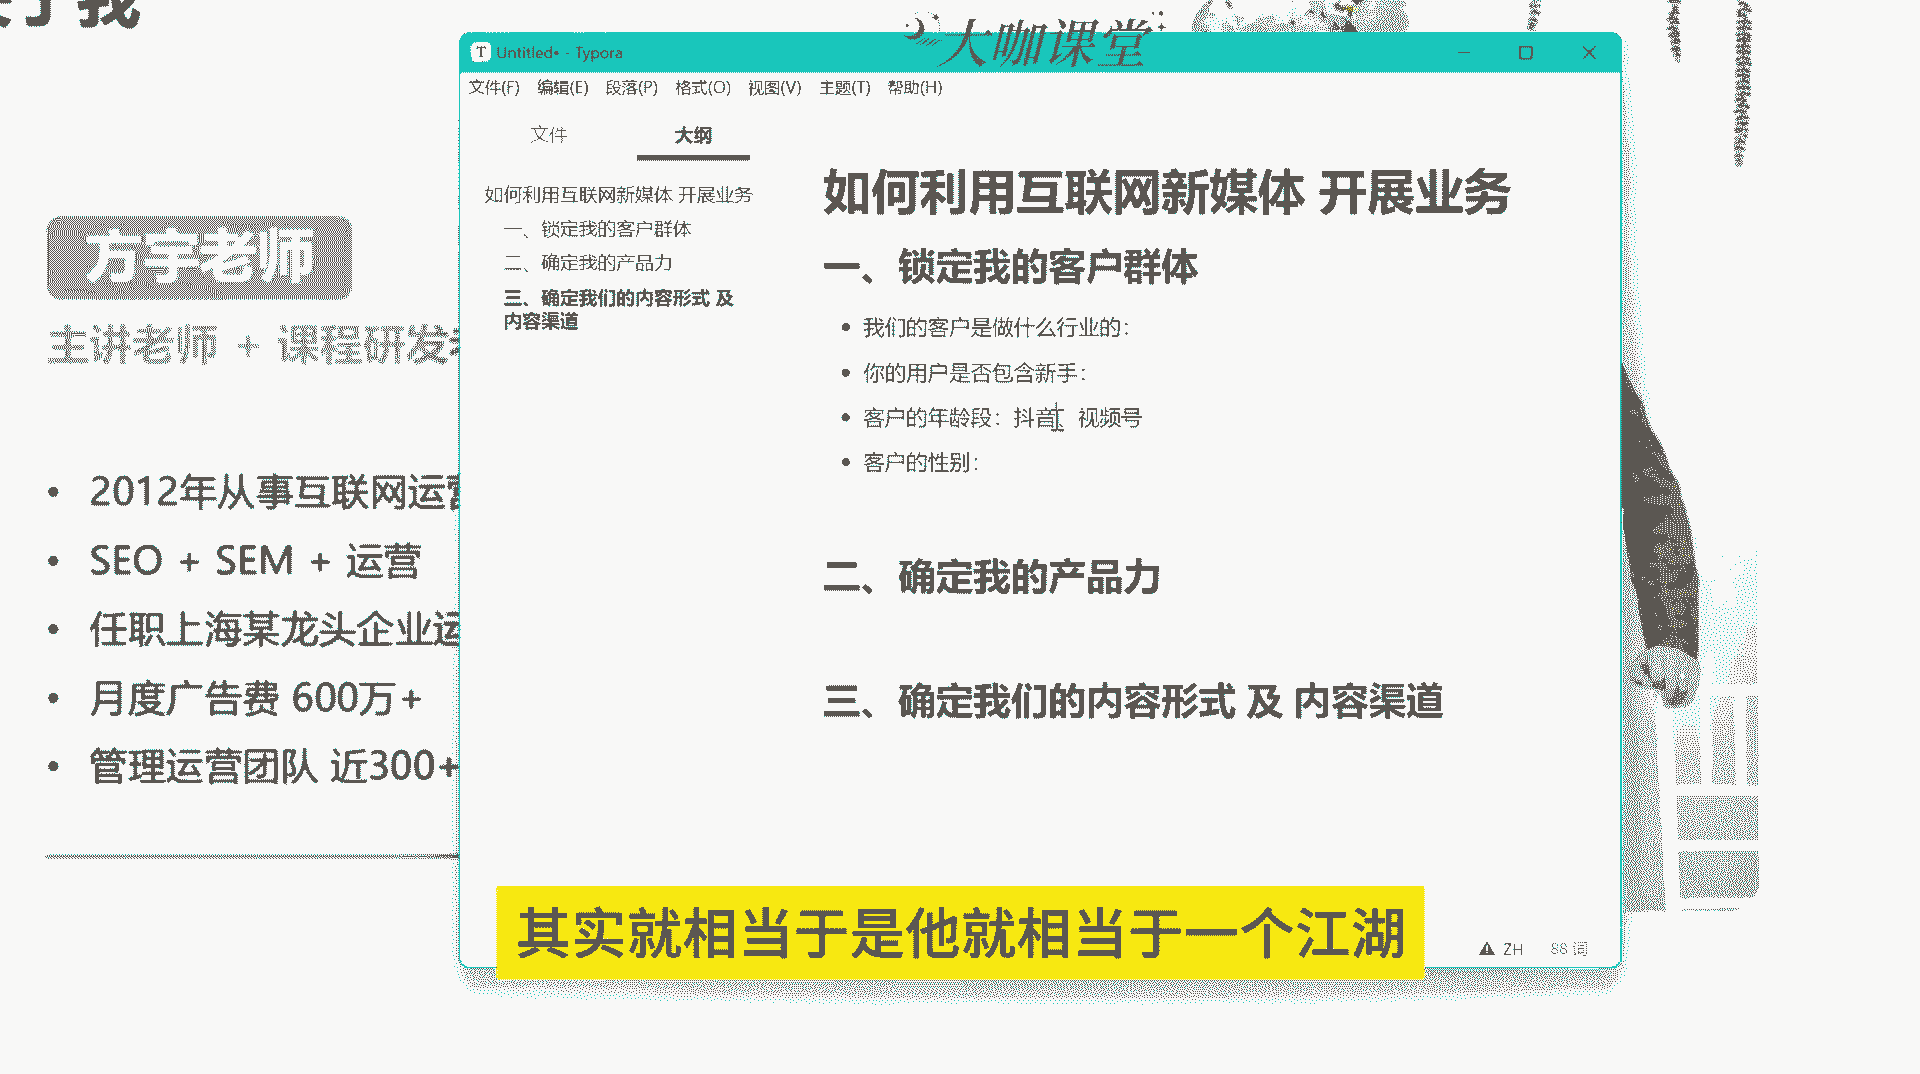 大咖课堂
Untitled• - Typora
文件(F) 编辑(E) 段落(P) 格式(O) 视图(V) 主题(T) 帮助(H)
文件 大纲
如何利用互联网新媒体 开展业务
一、锁定我的客户群体
二、确定我的产品力
三、确定我们的内容形式 及
内容渠道
如何利用互联网新媒体 开展业务
一、锁定我的客户群体
• 我们的客户是做什么行业的：
• 你的用户是否包含新手：
• 客户的年龄段：抖音、视频号
• 客户的性别：
二、确定我的产品力
三、确定我们的内容形式 及 内容渠道
ZH 88 词
方宇老师
主讲老师 + 课程研发
• 2012年从事互联网运营
• SEO + SEM + 运营
• 任职上海某龙头企业运
• 月度广告费 600万+
• 管理运营团队 近300+
其实就相当于是他就相当于一个江湖